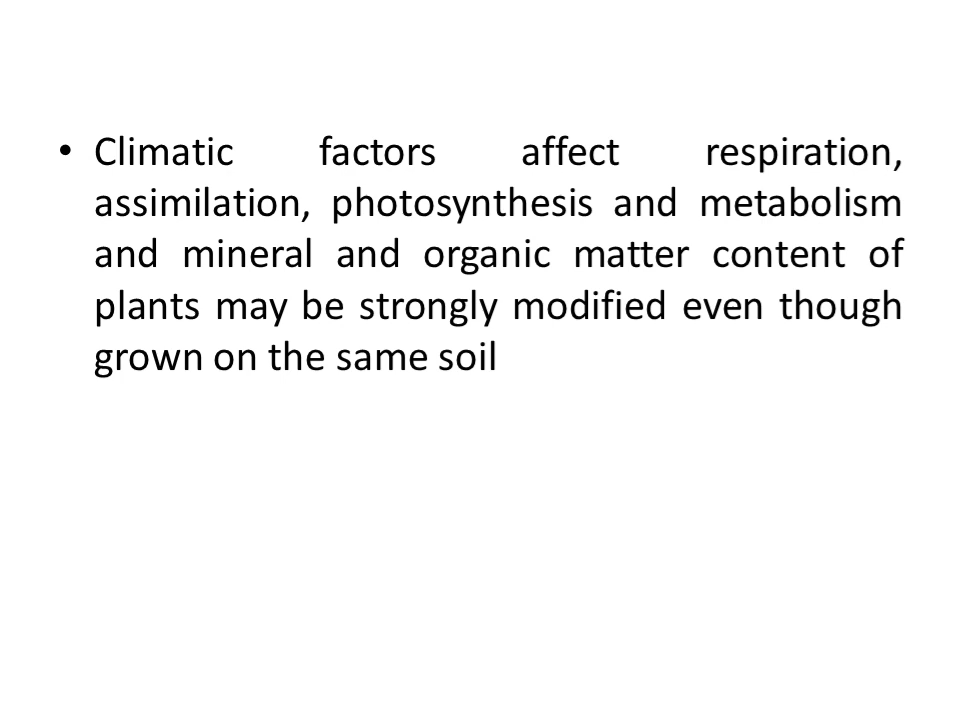 • Climatic factors affect respiration,
assimilation, photosynthesis and metabolism
and mineral and organic matter content of
plants may be strongly modified even though
grown on the same soil